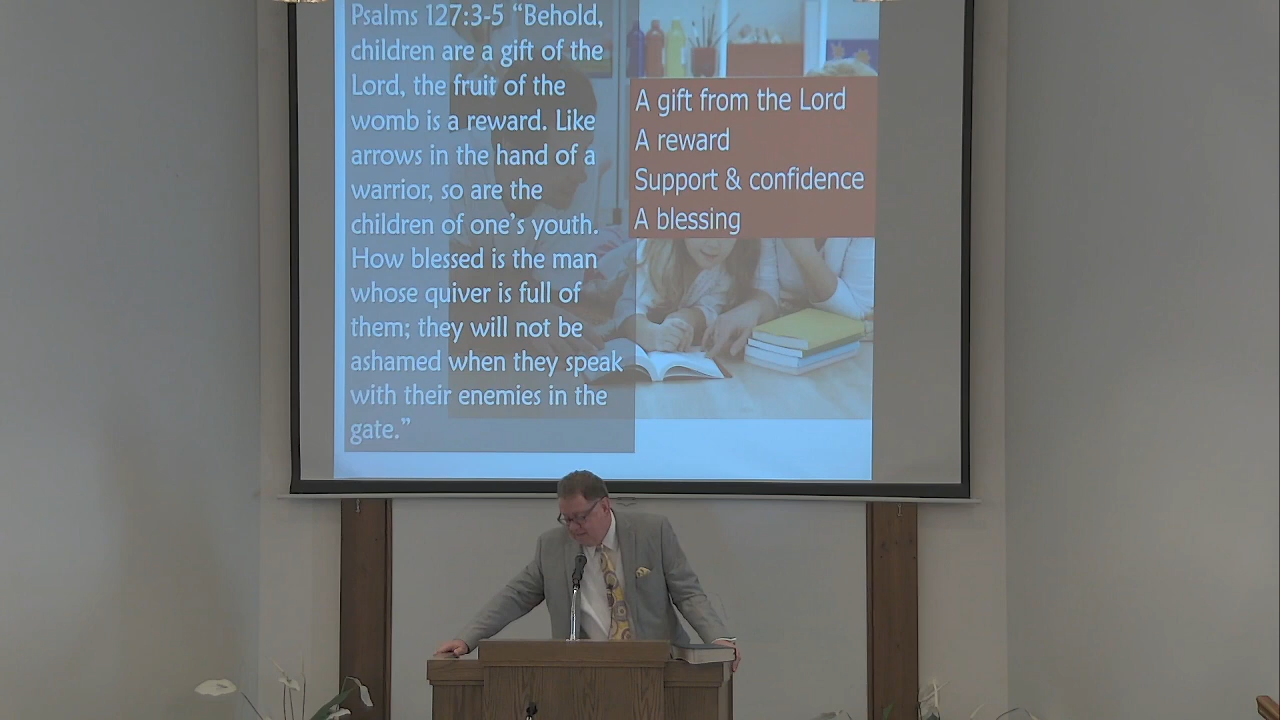 Psalms 127:3-5 “Behold,
children are a gift of the
Lord, the fruit of the
womb is a reward. Like
arrows in the hand of a
warrior, so are the
children of one’s youth.
How blessed is the man
whose quiver is full of
them; they will not be
ashamed when they speak
with their enemies in the
gate.”
A gift from the Lord
A reward
Support & confidence
A blessing